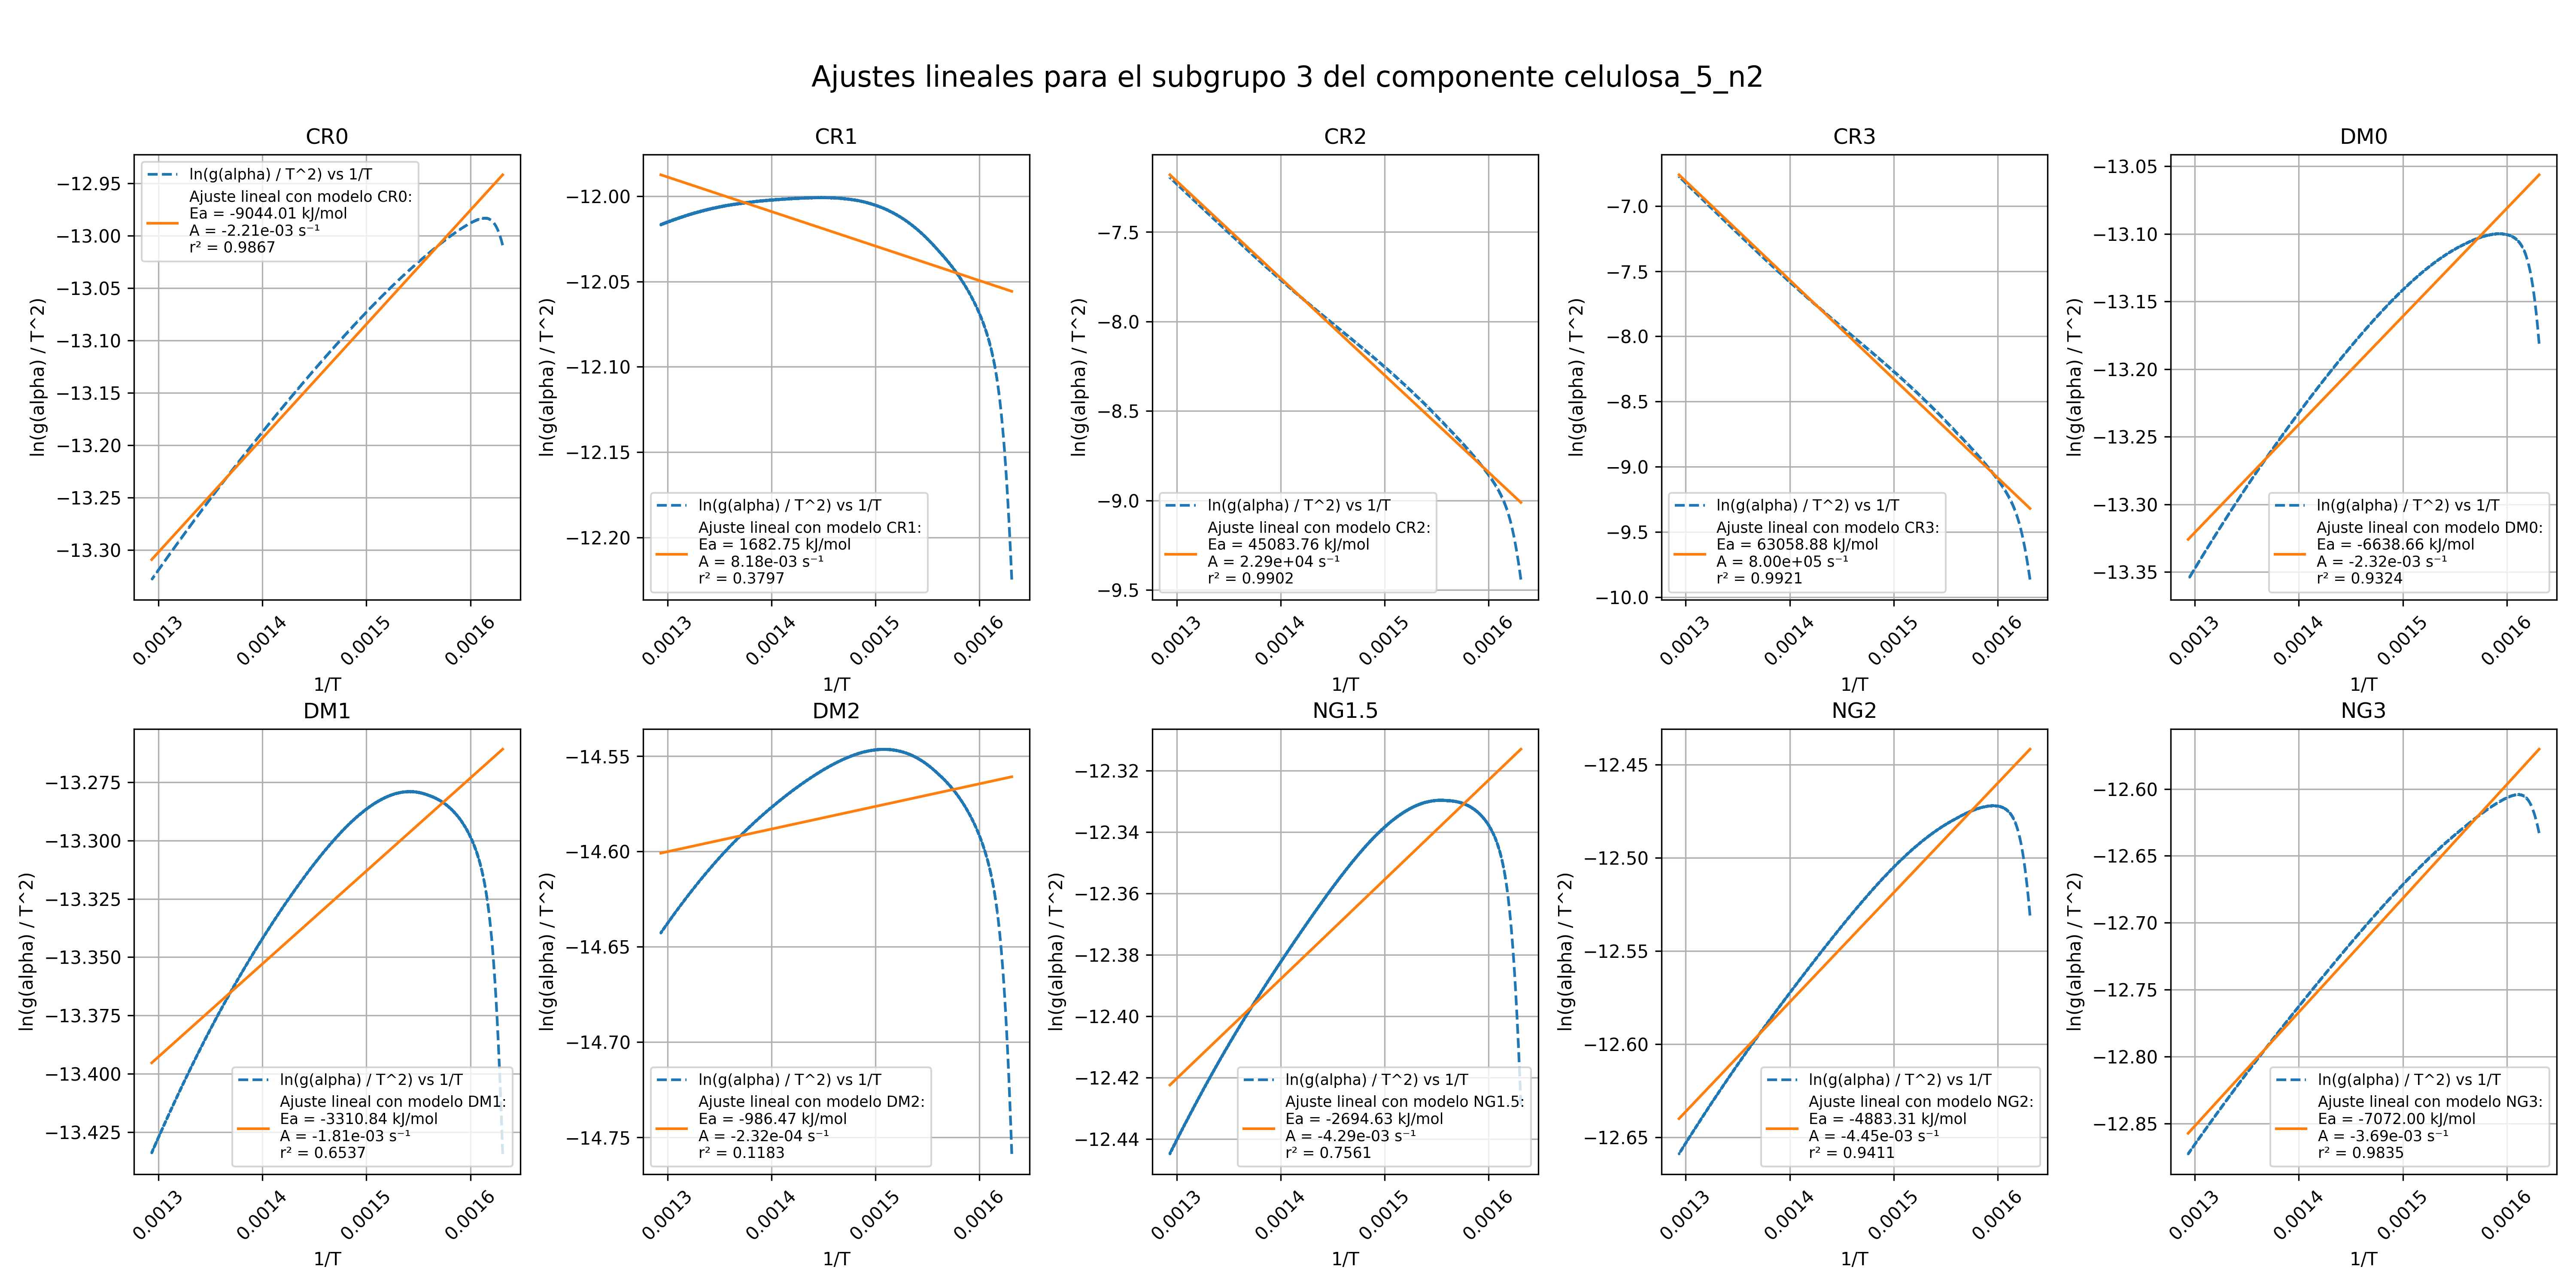 Ajustes lineales para el subgrupo 3 del componente celulosa_5_n2
CR0
ln(g(alpha) / T^2)
−12.95
−13.00
−13.05
−13.10
−13.15
−13.20
−13.25
−13.30
ln(g(alpha) / T^2) vs 1/T
Ajuste lineal con modelo CR0:
Ea = -9044.01 kJ/mol
A = -2.21e-03 s⁻¹
r² = 0.9867
0.0013
0.0014
0.0015
0.0016
1/T
CR1
ln(g(alpha) / T^2)
−12.00
−12.05
−12.10
−12.15
−12.20
ln(g(alpha) / T^2) vs 1/T
Ajuste lineal con modelo CR1:
Ea = 1682.75 kJ/mol
A = 8.18e-03 s⁻¹
r² = 0.3797
0.0013
0.0014
0.0015
0.0016
1/T
CR2
ln(g(alpha) / T^2)
−7.5
−8.0
−8.5
−9.0
−9.5
ln(g(alpha) / T^2) vs 1/T
Ajuste lineal con modelo CR2:
Ea = 45083.76 kJ/mol
A = 2.29e+04 s⁻¹
r² = 0.9902
0.0013
0.0014
0.0015
0.0016
1/T
CR3
ln(g(alpha) / T^2)
−7.0
−7.5
−8.0
−8.5
−9.0
−9.5
−10.0
ln(g(alpha) / T^2) vs 1/T
Ajuste lineal con modelo CR3:
Ea = 63058.88 kJ/mol
A = 8.00e+05 s⁻¹
r² = 0.9921
0.0013
0.0014
0.0015
0.0016
1/T
DM0
ln(g(alpha) / T^2)
−13.05
−13.10
−13.15
−13.20
−13.25
−13.30
−13.35
ln(g(alpha) / T^2) vs 1/T
Ajuste lineal con modelo DM0:
Ea = -6638.66 kJ/mol
A = -2.32e-03 s⁻¹
r² = 0.9324
0.0013
0.0014
0.0015
0.0016
1/T
DM1
ln(g(alpha) / T^2)
−13.275
−13.300
−13.325
−13.350
−13.375
−13.400
−13.425
ln(g(alpha) / T^2) vs 1/T
Ajuste lineal con modelo DM1:
Ea = -3310.84 kJ/mol
A = -1.81e-03 s⁻¹
r² = 0.6537
0.0013
0.0014
0.0015
0.0016
1/T
DM2
ln(g(alpha) / T^2)
−14.55
−14.60
−14.65
−14.70
−14.75
ln(g(alpha) / T^2) vs 1/T
Ajuste lineal con modelo DM2:
Ea = -986.47 kJ/mol
A = -2.32e-04 s⁻¹
r² = 0.1183
0.0013
0.0014
0.0015
0.0016
1/T
NG1.5
ln(g(alpha) / T^2)
−12.32
−12.34
−12.36
−12.38
−12.40
−12.42
−12.44
ln(g(alpha) / T^2) vs 1/T
Ajuste lineal con modelo NG1.5:
Ea = -2694.63 kJ/mol
A = -4.29e-03 s⁻¹
r² = 0.7561
0.0013
0.0014
0.0015
0.0016
1/T
NG2
ln(g(alpha) / T^2)
−12.45
−12.50
−12.55
−12.60
−12.65
ln(g(alpha) / T^2) vs 1/T
Ajuste lineal con modelo NG2:
Ea = -4883.31 kJ/mol
A = -4.45e-03 s⁻¹
r² = 0.9411
0.0013
0.0014
0.0015
0.0016
1/T
NG3
ln(g(alpha) / T^2)
−12.60
−12.65
−12.70
−12.75
−12.80
−12.85
ln(g(alpha) / T^2) vs 1/T
Ajuste lineal con modelo NG3:
Ea = -7072.00 kJ/mol
A = -3.69e-03 s⁻¹
r² = 0.9835
0.0013
0.0014
0.0015
0.0016
1/T